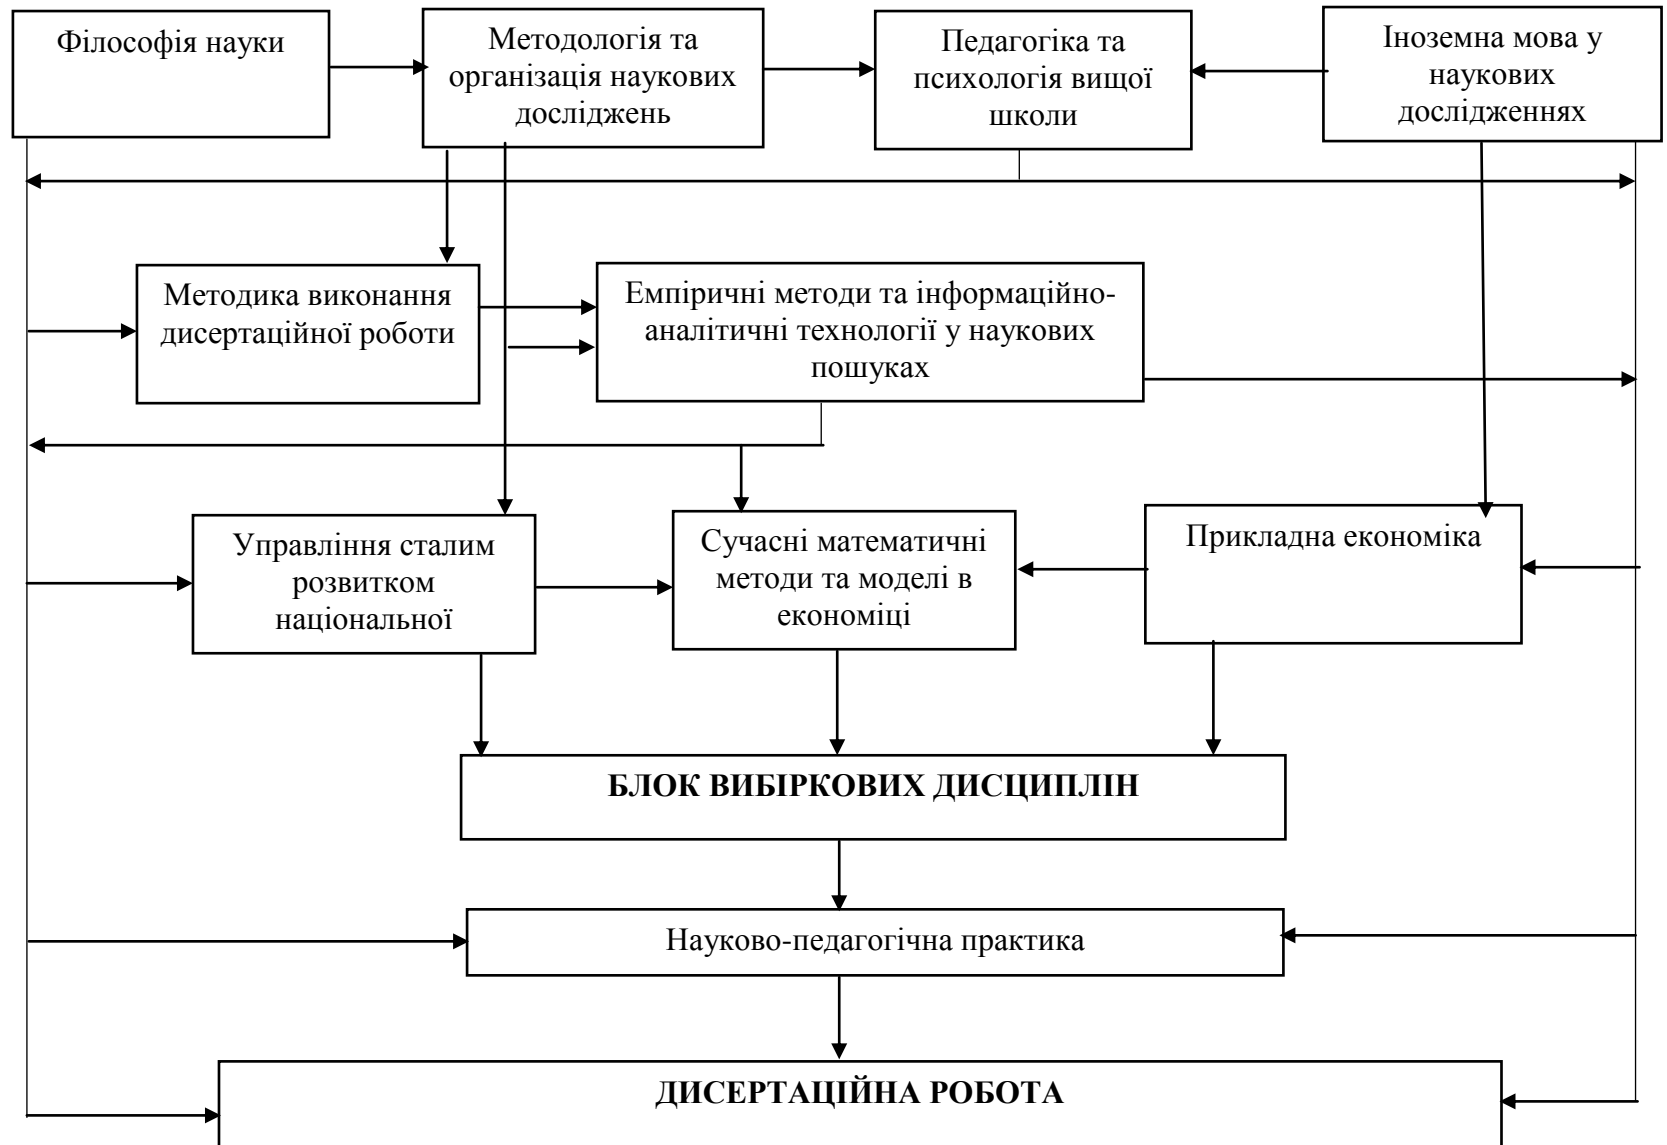 Філософія науки
Методологія та
організація наукових
досліджень
Педагогіка та
психологія вищої
школи
Іноземна мова у
наукових
дослідженнях
Методика виконання
дисертаційної роботи
Емпіричні методи та інформаційно-
аналітичні технології у наукових
пошуках
Управління сталим
розвитком
національної
Сучасні математичні
методи та моделі в
економіці
Прикладна економіка
БЛОК ВИБІРКОВИХ ДИСЦИПЛІН
Науково-педагогічна практика
ДИСЕРТАЦІЙНА РОБОТА